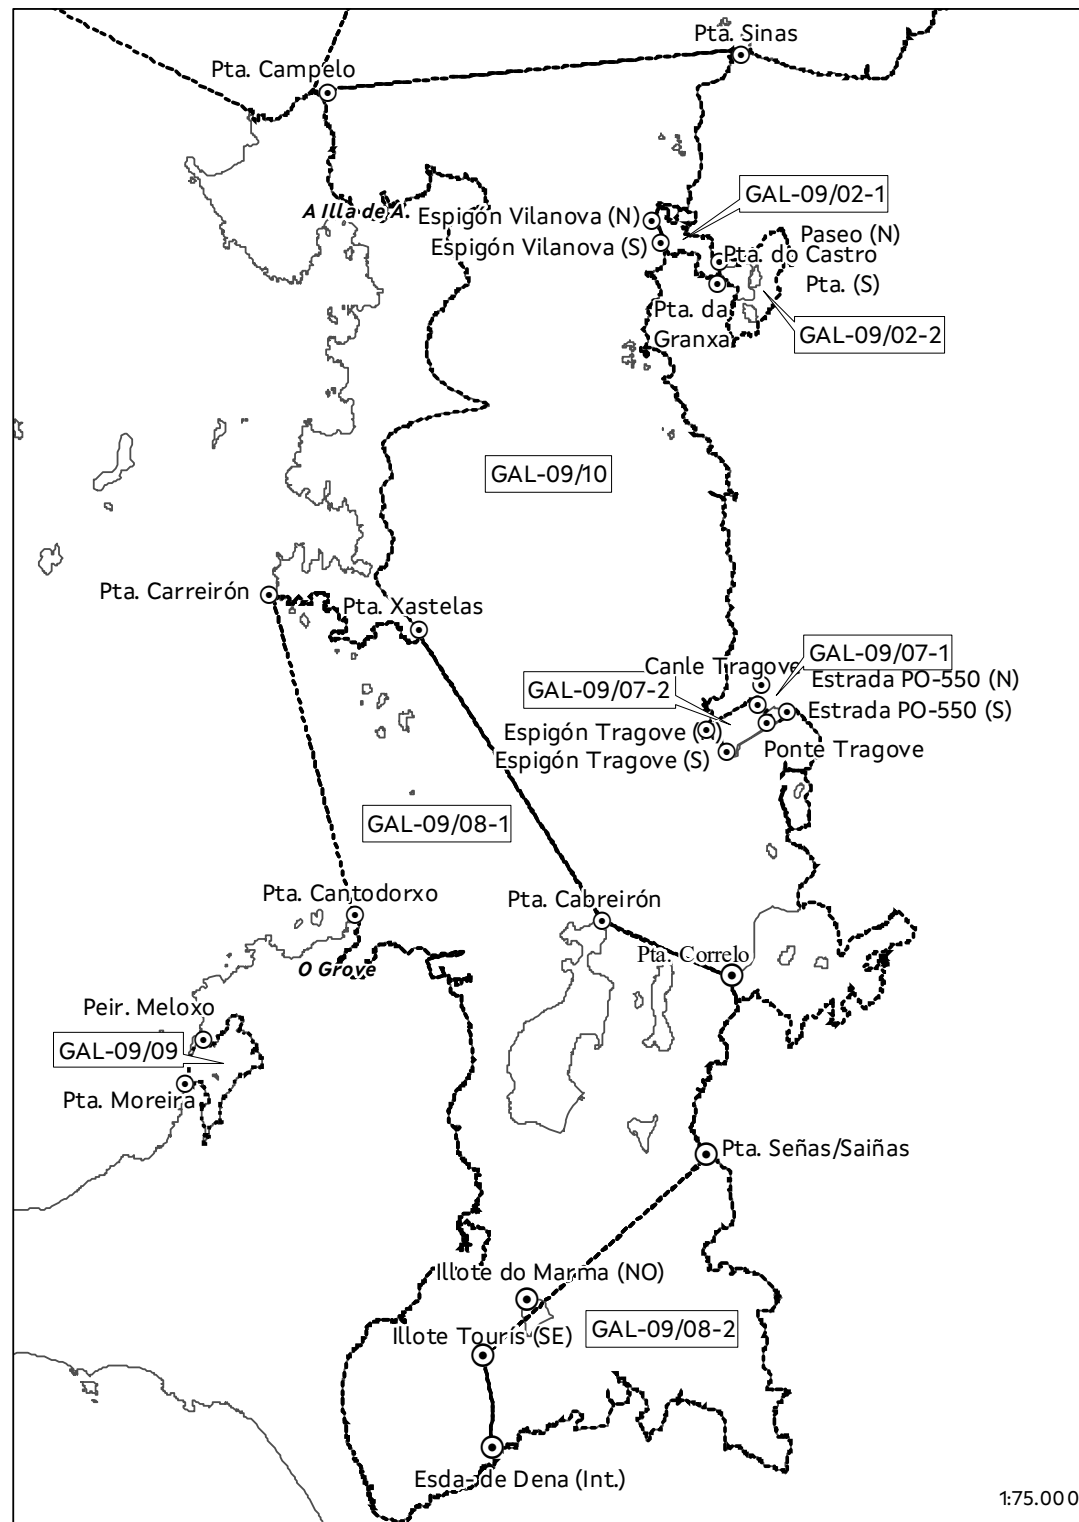 Pta. Sinas
Pta. Campelo
GAL-09/02-1
A Illa de A.
Espigón Vilanova (N)
Paseo (N)
Espigón Vilanova (S)
Pta. do Castro
Pta. (S)
Pta. da
Granxa
GAL-09/02-2
GAL-09/10
Pta. Carreirón
Pta. Xastelas
Canle Tragove
GAL-09/07-1
GAL-09/07-2
Estrada PO-550 (N)
Estrada PO-550 (S)
Espigón Tragove (N)
Ponte Tragove
Espigón Tragove (S)
GAL-09/08-1
Pta. Cantodorxo
Pta. Cabreirón
Pta. Correlo
O Grove
Peir. Meloxo
GAL-09/09
Pta. Moreira
Pta. Señas/Saiñas
Illote do Marma (NO)
Illote Tourís (SE)
GAL-09/08-2
Esda-de Dena (Int.)
1:75.000